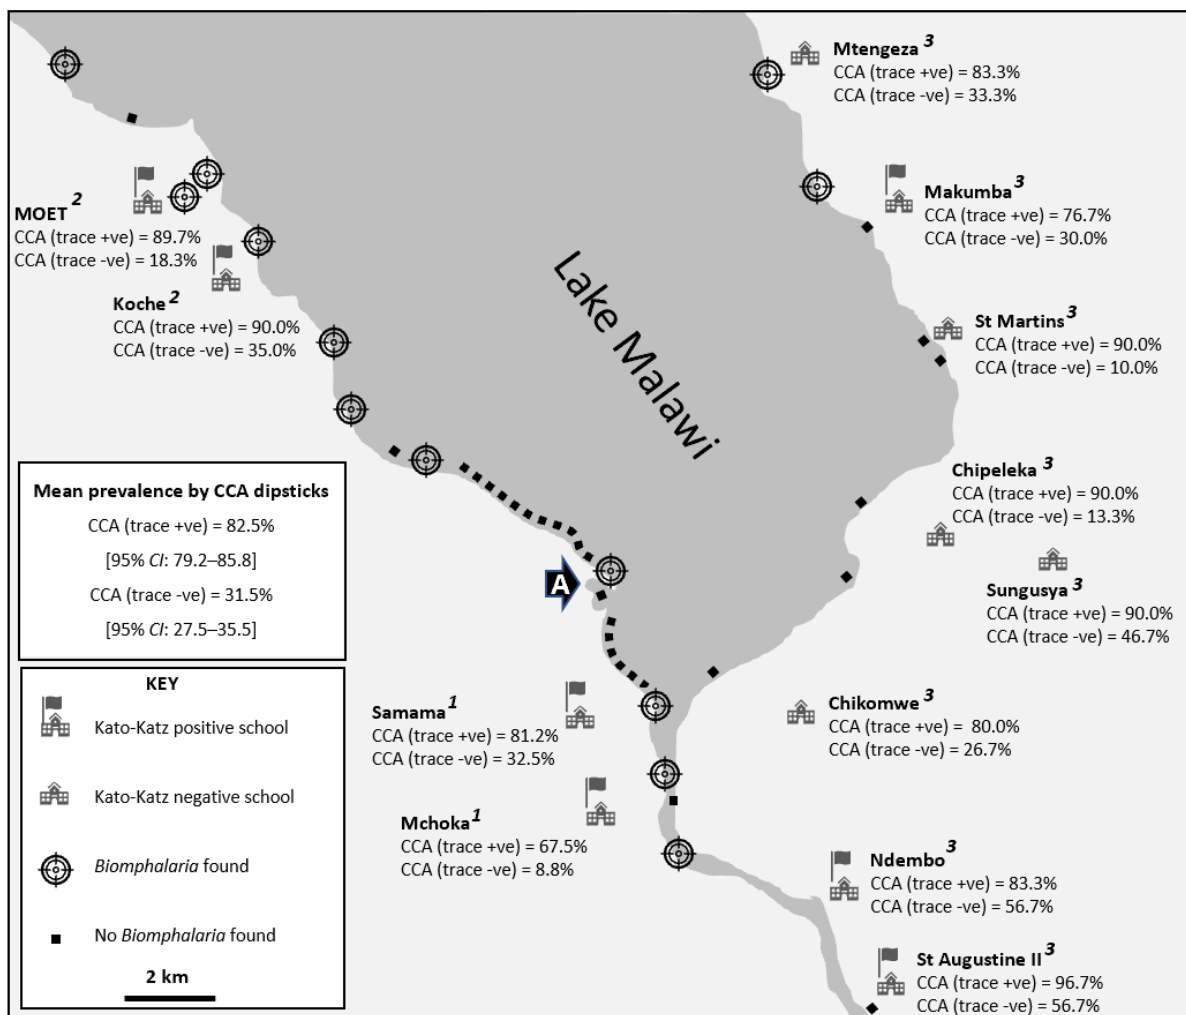 Mtengeza 3
CCA (trace +ve) = 83.3%
CCA (trace -ve) = 33.3%
MOET 2
CCA (trace +ve) = 89.7%
CCA (trace -ve) = 18.3%
Makumba 3
CCA (trace +ve) = 76.7%
CCA (trace -ve) = 30.0%
Koche 2
CCA (trace +ve) = 90.0%
CCA (trace -ve) = 35.0%
Lake Malawi
St Martins 3
CCA (trace +ve) = 90.0%
CCA (trace -ve) = 10.0%
Mean prevalence by CCA dipsticks
CCA (trace +ve) = 82.5%
[95% CI: 79.2–85.8]
CCA (trace -ve) = 31.5%
[95% CI: 27.5–35.5]
Chipeleka 3
CCA (trace +ve) = 90.0%
CCA (trace -ve) = 13.3%
A
Sungusya 3
CCA (trace +ve) = 90.0%
CCA (trace -ve) = 46.7%
KEY
Kato-Katz positive school
Kato-Katz negative school
Biomphalaria found
No Biomphalaria found
2 km
Samama 1
CCA (trace +ve) = 81.2%
CCA (trace -ve) = 32.5%
Chikomwe 3
CCA (trace +ve) = 80.0%
CCA (trace -ve) = 26.7%
Mchoka 1
CCA (trace +ve) = 67.5%
CCA (trace -ve) = 8.8%
Ndembo 3
CCA (trace +ve) = 83.3%
CCA (trace -ve) = 56.7%
St Augustine II 3
CCA (trace +ve) = 96.7%
CCA (trace -ve) = 56.7%